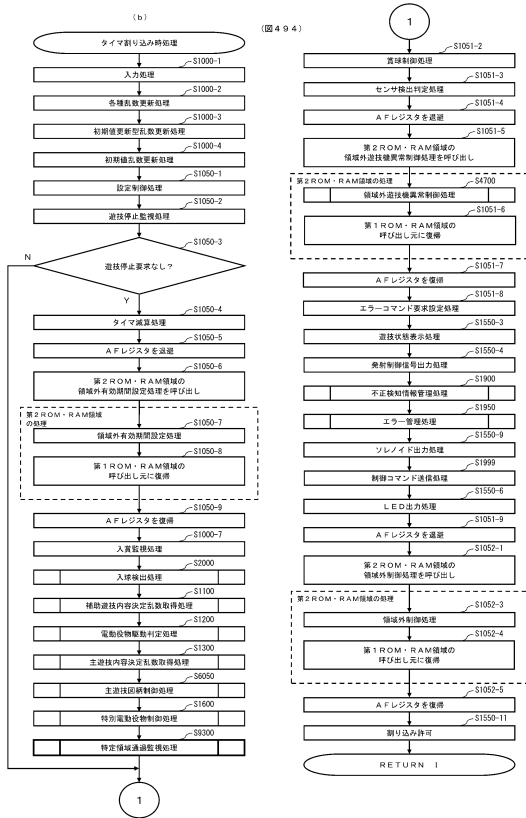 (b)
タイマ割り込み時処理
S1000-1
入力処理
S1000-2
各種乱数更新処理
S1000-3
初期値更新型乱数更新処理
S1000-4
初期値乱数更新処理
S1050-1
設定制御処理
S1050-2
遊技停止監視処理
S1050-3
遊技停止要求なし?
N
Y
S1050-4
タイマ減算処理
S1050-5
AFレジスタを退避
S1050-6
第2ROM・RAM領域の
領域外有効期間設定処理を呼び出し
第2ROM・RAM領域
の処理
S1050-7
領域外有効期間設定処理
S1050-8
第1ROM・RAM領域の
呼び出し元に復帰
S1050-9
AFレジスタを復帰
S1000-7
入賞監視処理
S2000
入球検出処理
S1100
補助遊技内容決定乱数取得処理
S1200
電動役物駆動判定処理
S1300
主遊技内容決定乱数取得処理
S6050
主遊技図柄制御処理
S1600
特別電動役物制御処理
S9300
特定領域通過監視処理
1
(図494)
1
S1051-2
賞球制御処理
S1051-3
センサ検出判定処理
S1051-4
AFレジスタを退避
S1051-5
第2ROM・RAM領域の
領域外遊技機異常制御処理を呼び出し
第2ROM・RAM領域の処理
S4700
領域外遊技機異常制御処理
S1051-6
第1ROM・RAM領域の
呼び出し元に復帰
S1051-7
AFレジスタを復帰
S1051-8
エラーコマンド要求設定処理
S1550-3
遊技状態表示処理
S1550-4
発射制御信号出力処理
S1900
不正検知情報管理処理
S1950
エラー管理処理
S1550-9
ソレノイド出力処理
S1999
制御コマンド送信処理
S1550-6
LED出力処理
S1051-9
AFレジスタを退避
S1052-1
第2ROM・RAM領域の
領域外制御処理を呼び出し
第2ROM・RAM領域の処理
S1052-3
領域外制御処理
S1052-4
第1ROM・RAM領域の
呼び出し元に復帰
S1052-5
AFレジスタを復帰
S1550-11
割り込み許可
RETURN I